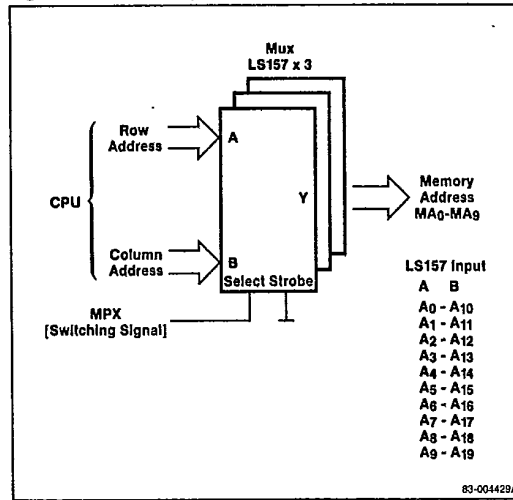 Mux
LS157 x 3
Row
Address
A
CPU
Y
Memory
Address
MA0-MA9
Column
Address
B
Select Strobe
MPX
[Switching Signal]
LS157 Input
A B
A0 - A10
A1 - A11
A2 - A12
A3 - A13
A4 - A14
A5 - A15
A6 - A16
A7 - A17
A8 - A18
A9 - A19
83-004429A